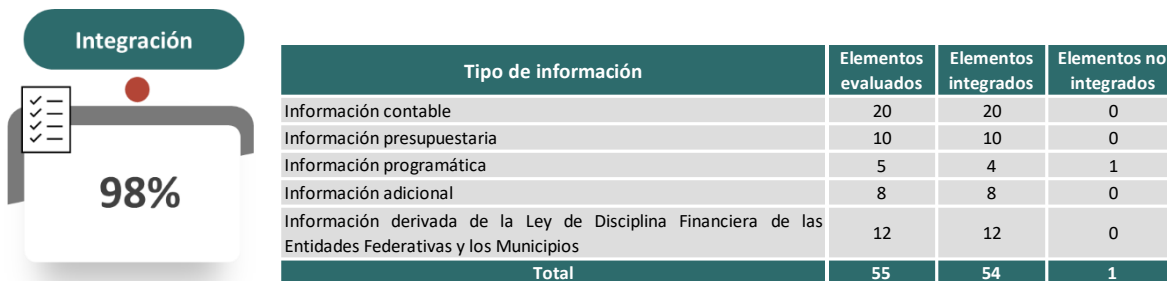 Integración
98%
Tipo de información Elementos evaluados Elementos integrados Elementos no integrados
Información contable 20 20 0
Información presupuestaria 10 10 0
Información programática 5 4 1
Información adicional 8 8 0
Información derivada de la Ley de Disciplina Financiera de las
Entidades Federativas y los Municipios 12 12 0
Total 55 54 1